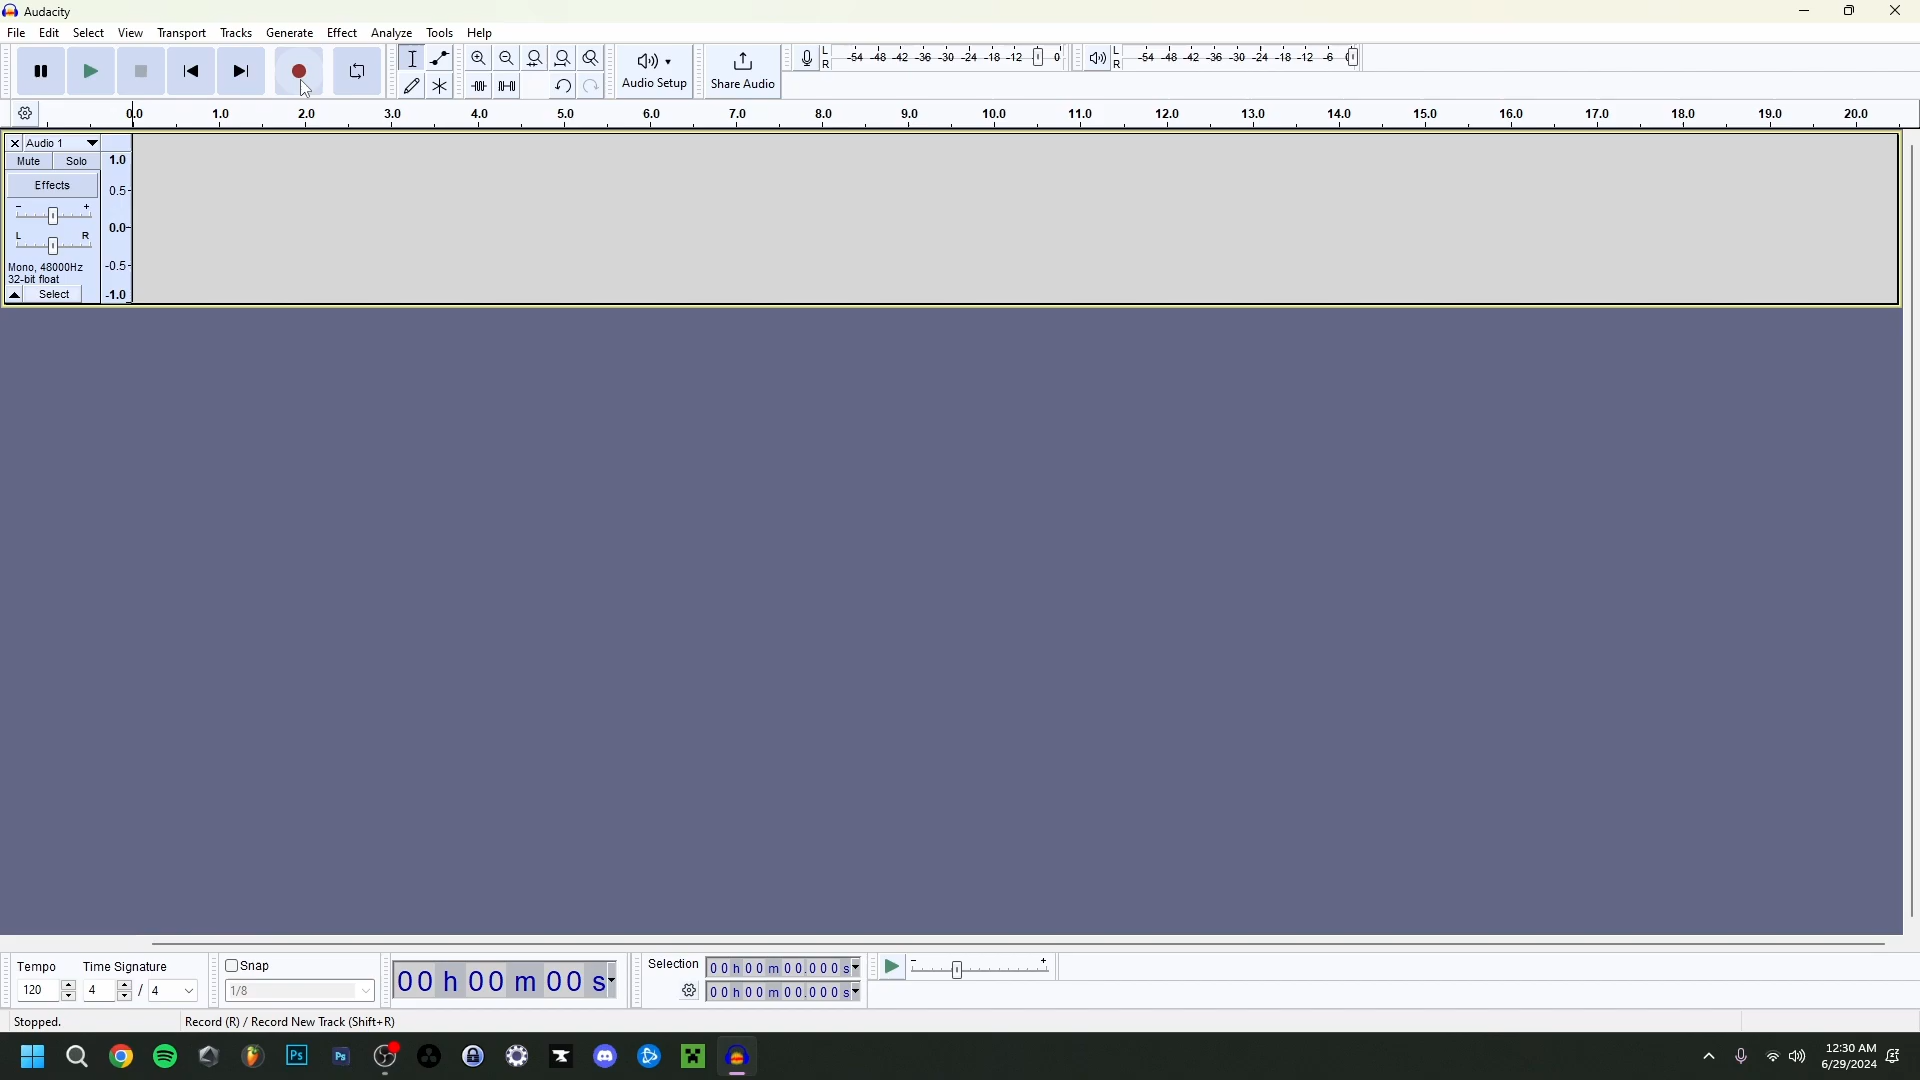 Audacity
File Edit Select View Transport Tracks Generate Effect Analyze Tools Help
Audio Setup
Share Audio
L R -54 -48 -42 -36 -30 -24 -18 -12 0
L R -54 -48 -42 -36 -30 -24 -18 -12 -6 0
0.0 1.0 2.0 3.0 4.0 5.0 6.0 7.0 8.0 9.0 10.0 11.0 12.0 13.0 14.0 15.0 16.0 17.0 18.0 19.0 20.0
Audio 1
Mute Solo
Effects
- +
L R
Mono, 48000Hz
32-bit float
Select
1.0
0.5
0.0
-0.5
-1.0
Tempo
120
Time Signature
4 / 4
Snap
1/8
00 h 00 m 00 s
Selection
00 h 00 m 00.000 s
00 h 00 m 00.000 s
- +
Stopped.
Record (R) / Record New Track (Shift+R)
Ps
Ps
12:30 AM
6/29/2024